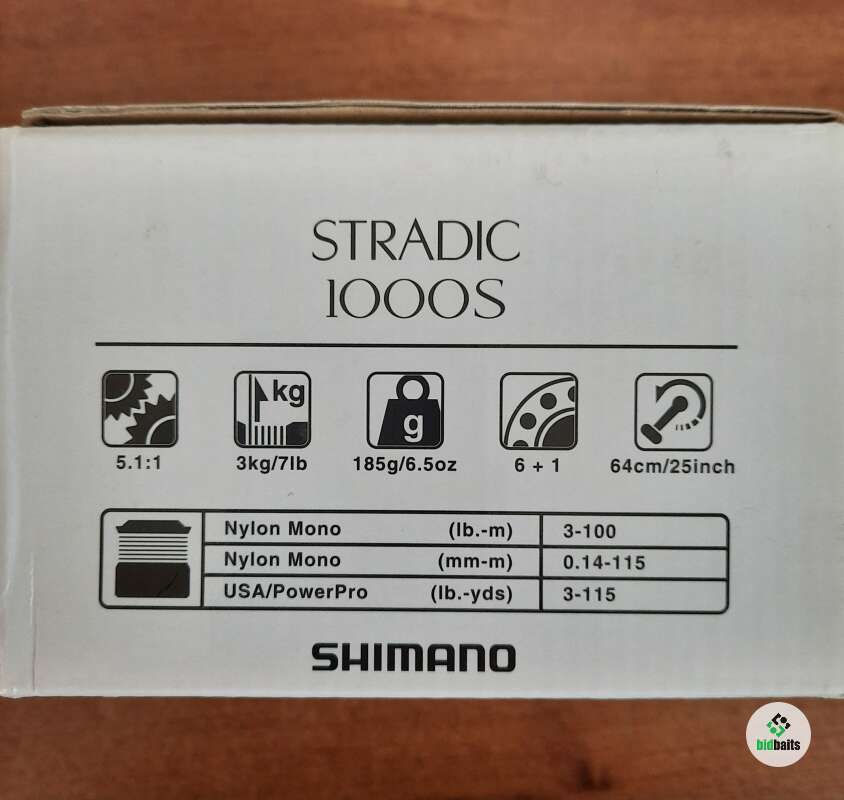 STRADIC
1000S
kg
g
5.1:1 3kg/7lb 185g/6.5oz 6 + 1 64cm/25inch
Nylon Mono (lb.-m) 3-100
Nylon Mono (mm-m) 0.14-115
USA/PowerPro (lb.-yds) 3-115
SHIMANO
bidbaits